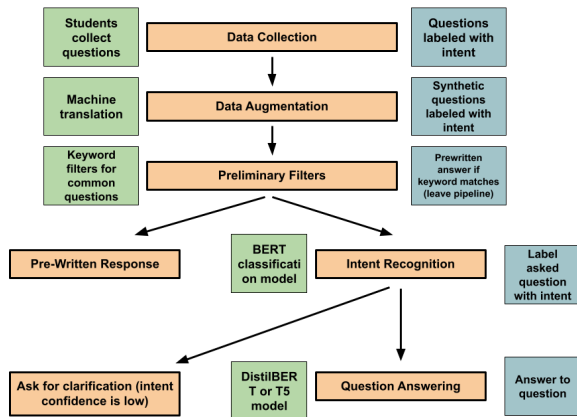 Students
collect
questions
Data Collection
Questions
labeled with
intent
Machine
translation
Data Augmentation
Synthetic
questions
labeled with
intent
Keyword
filters for
common
questions
Preliminary Filters
Prewritten
answer if
keyword matches
(leave pipeline)
Pre-Written Response
BERT
classificati
on model
Intent Recognition
Label
asked
question
with intent
Ask for clarification (intent
confidence is low)
DistilBER
T or T5
model
Question Answering
Answer to
question